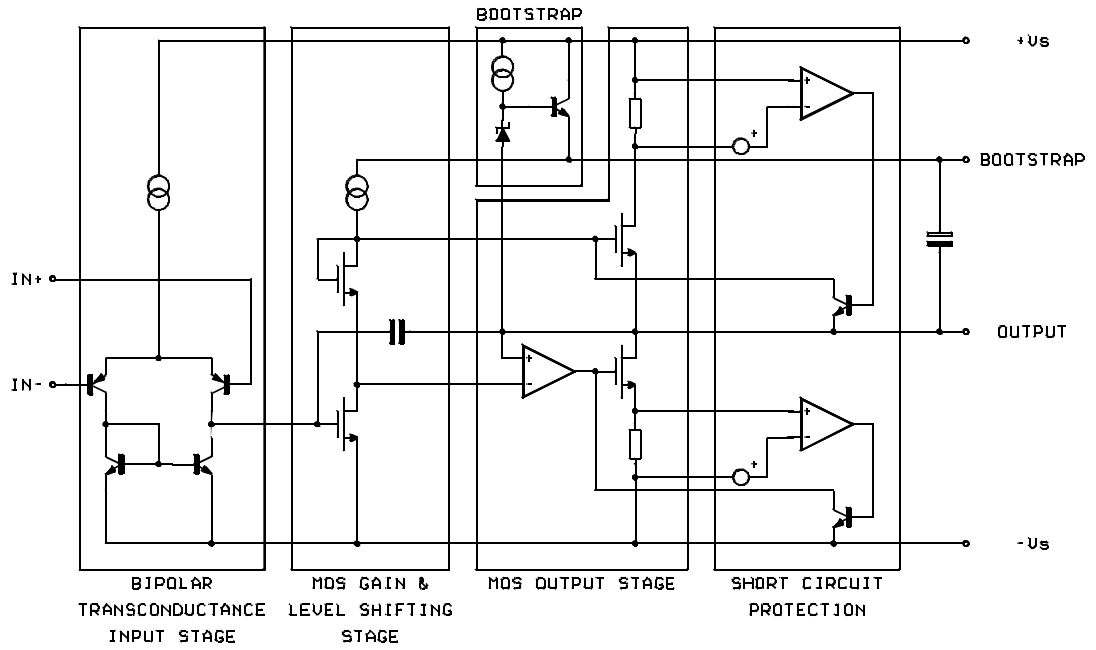 BOOTSTRAP
+Vs
+
-
+
BOOTSTRAP
IN+
OUTPUT
+
-
IN-
+
-
+
-Vs
BIPOLAR
TRANSCONDUCTANCE
INPUT STAGE
MOS GAIN &
LEVEL SHIFTING
STAGE
MOS OUTPUT STAGE
SHORT CIRCUIT
PROTECTION